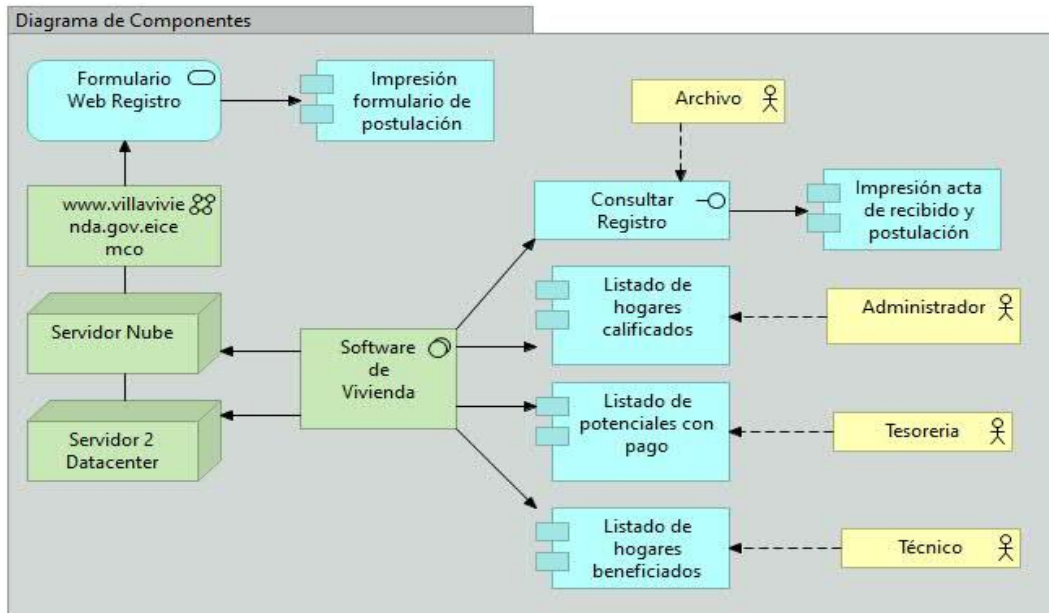 Diagrama de Componentes
Formulario
Web Registro
Impresión
formulario de
postulación
Archivo
www.villavivie
nda.gov.eice
mco
Consultar
Registro
Impresión acta
de recibido y
postulación
Servidor Nube
Software
de
Vivienda
Listado de
hogares
calificados
Administrador
Servidor 2
Datacenter
Listado de
potenciales con
pago
Tesoreria
Listado de
hogares
beneficiados
Técnico